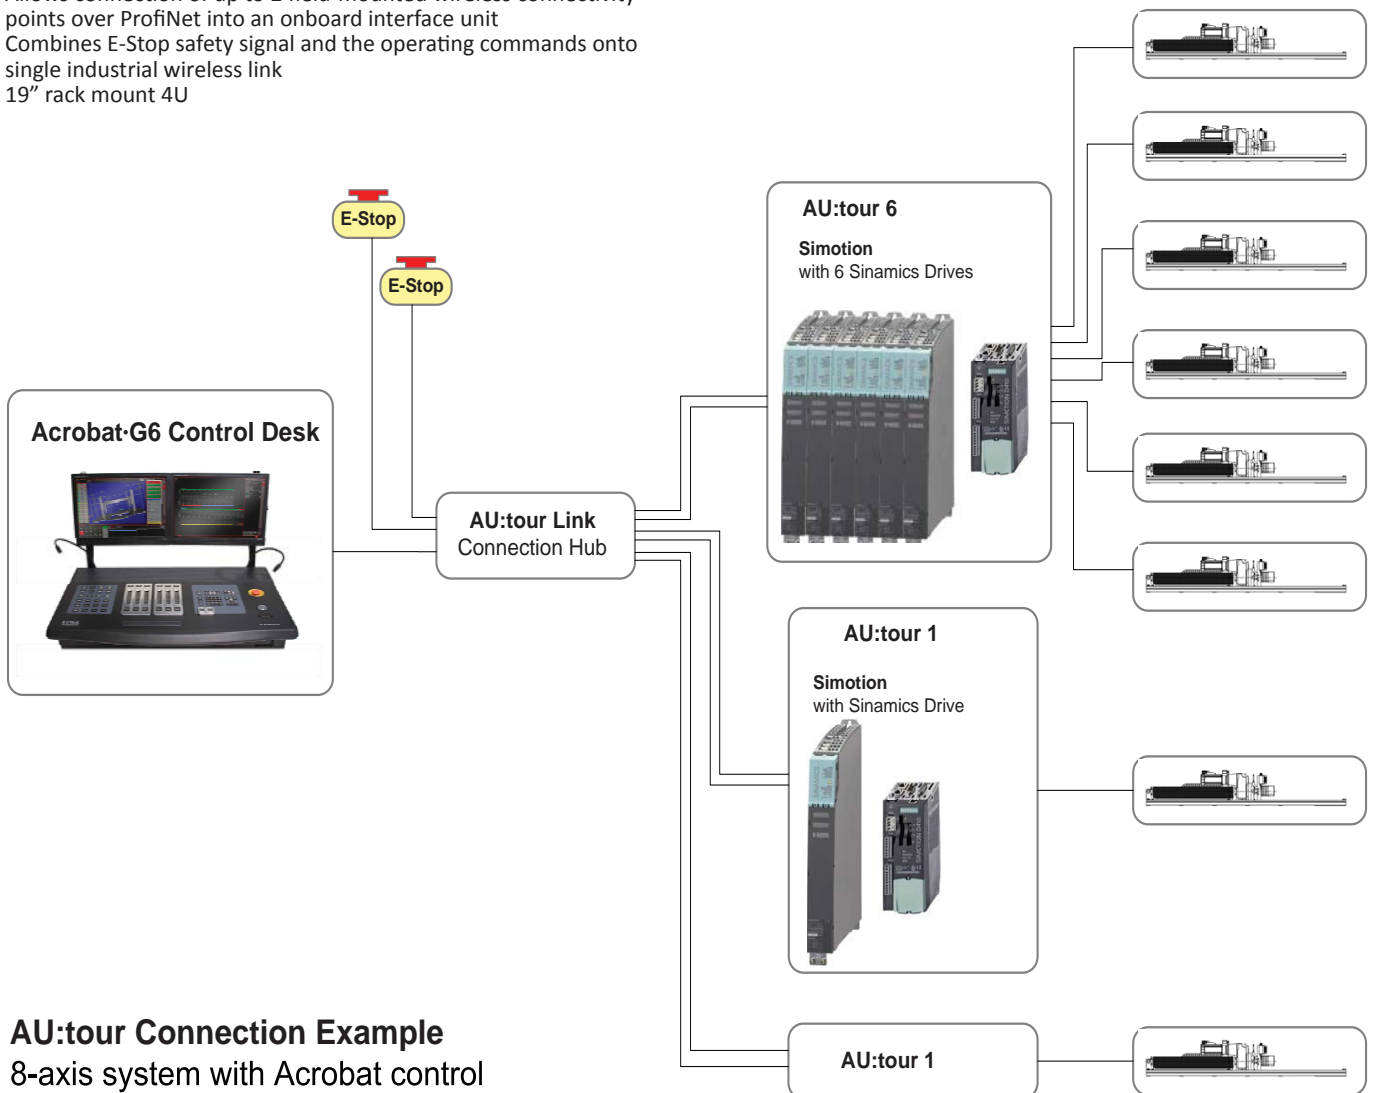 points over ProfiNet into an onboard interface unit
Combines E-Stop safety signal and the operating commands onto
single industrial wireless link
19” rack mount 4U
E-Stop
E-Stop
AU:tour 6
Simotion
with 6 Sinamics Drives
Acrobat·G6 Control Desk
AU:tour Link
Connection Hub
AU:tour 1
Simotion
with Sinamics Drive
AU:tour 1
AU:tour Connection Example
8-axis system with Acrobat control